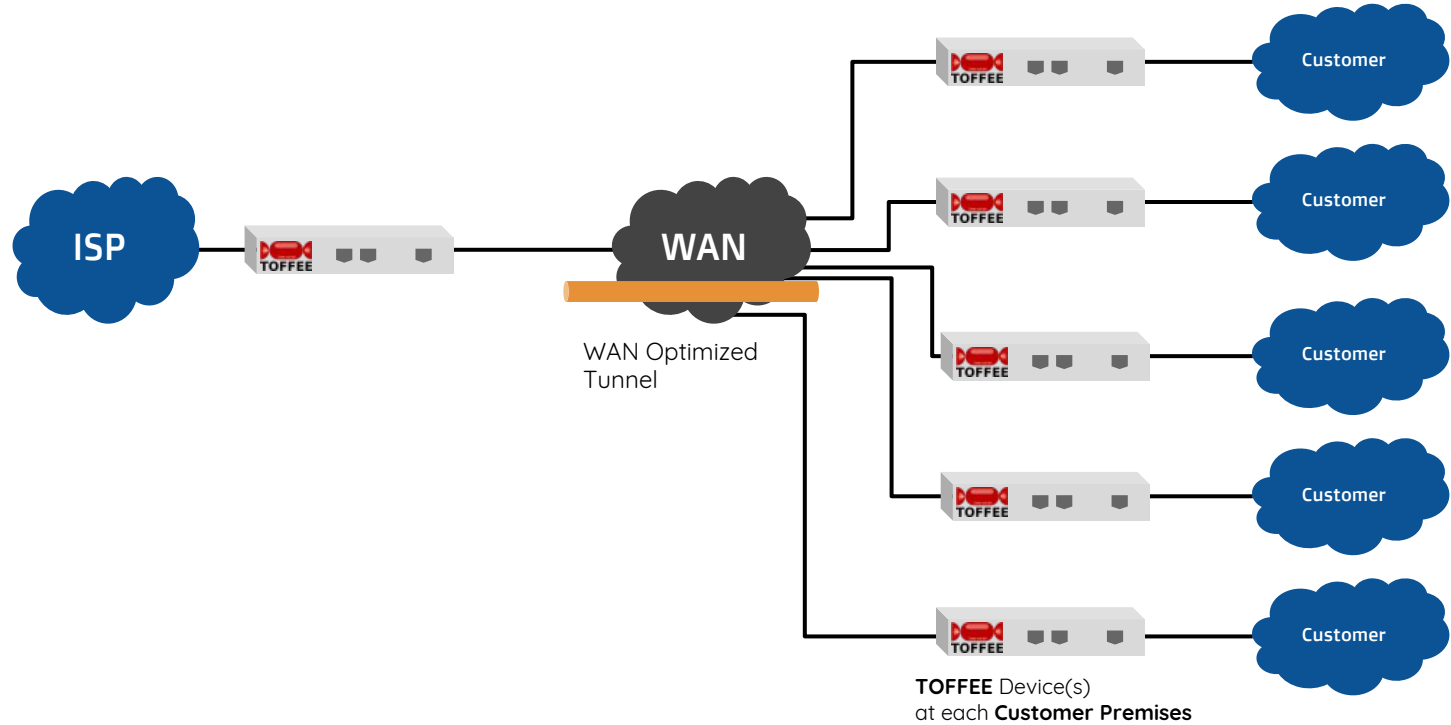 Customer
TOFFEE
Customer
TOFFEE
ISP
TOFFEE
WAN
WAN Optimized
Tunnel
Customer
TOFFEE
Customer
TOFFEE
Customer
TOFFEE
TOFFEE Device(s)
at each Customer Premises